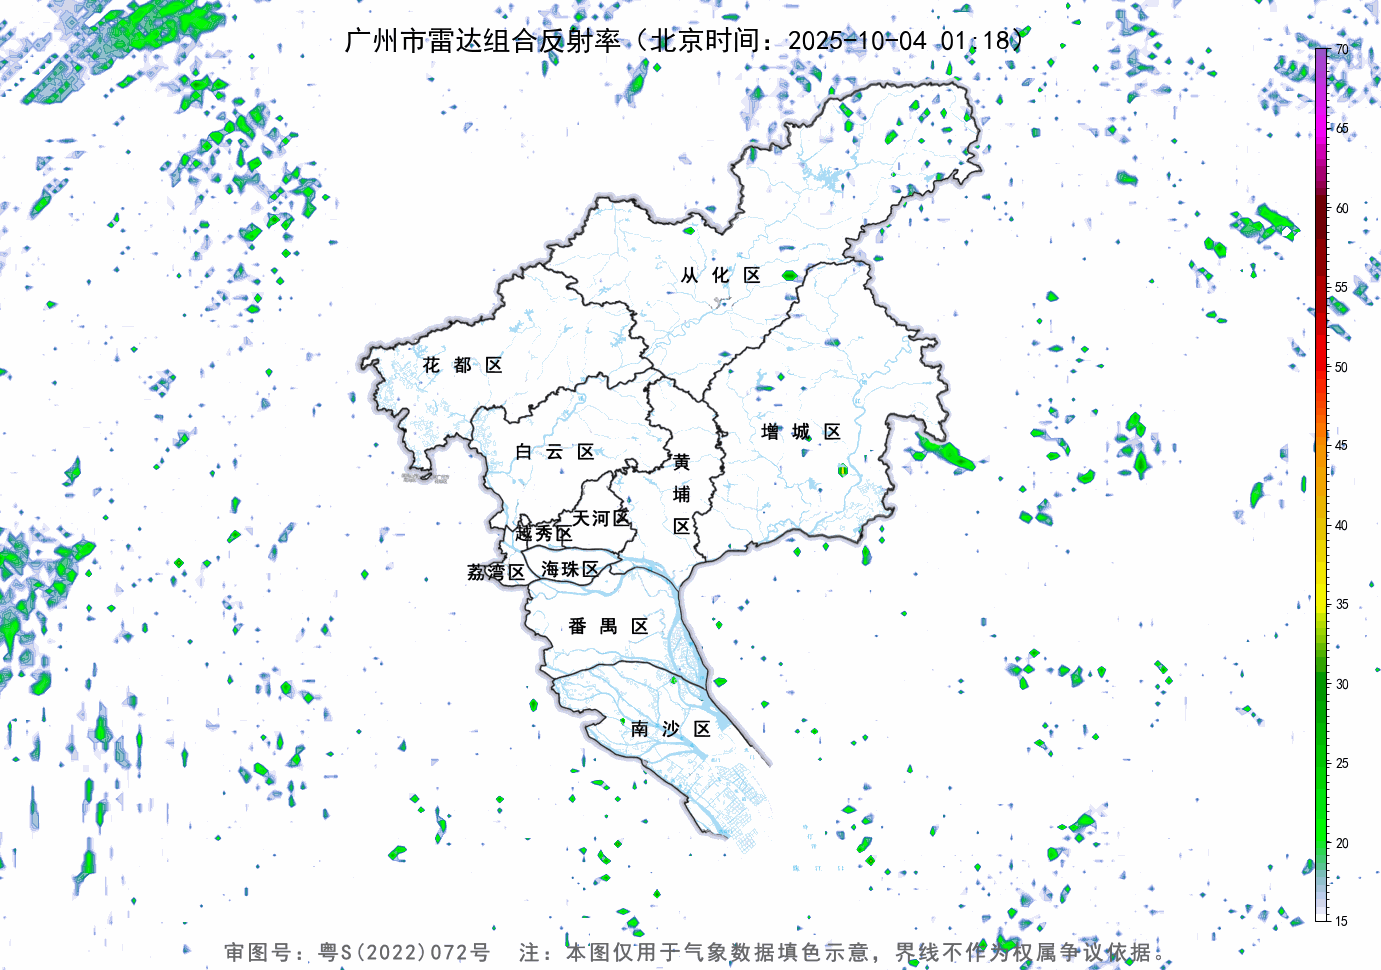 广州市雷达组合反射率（北京时间：2025-10-04 01:18）
70
65
60
55
50
45
40
35
30
25
20
15
从化区
花都区
增城区
白云区
黄埔区
天河区
越秀区
荔湾区
海珠区
番禺区
南沙区
审图号：粤S(2022)072号 注：本图仅用于气象数据填色示意，界线不作为权属争议依据。